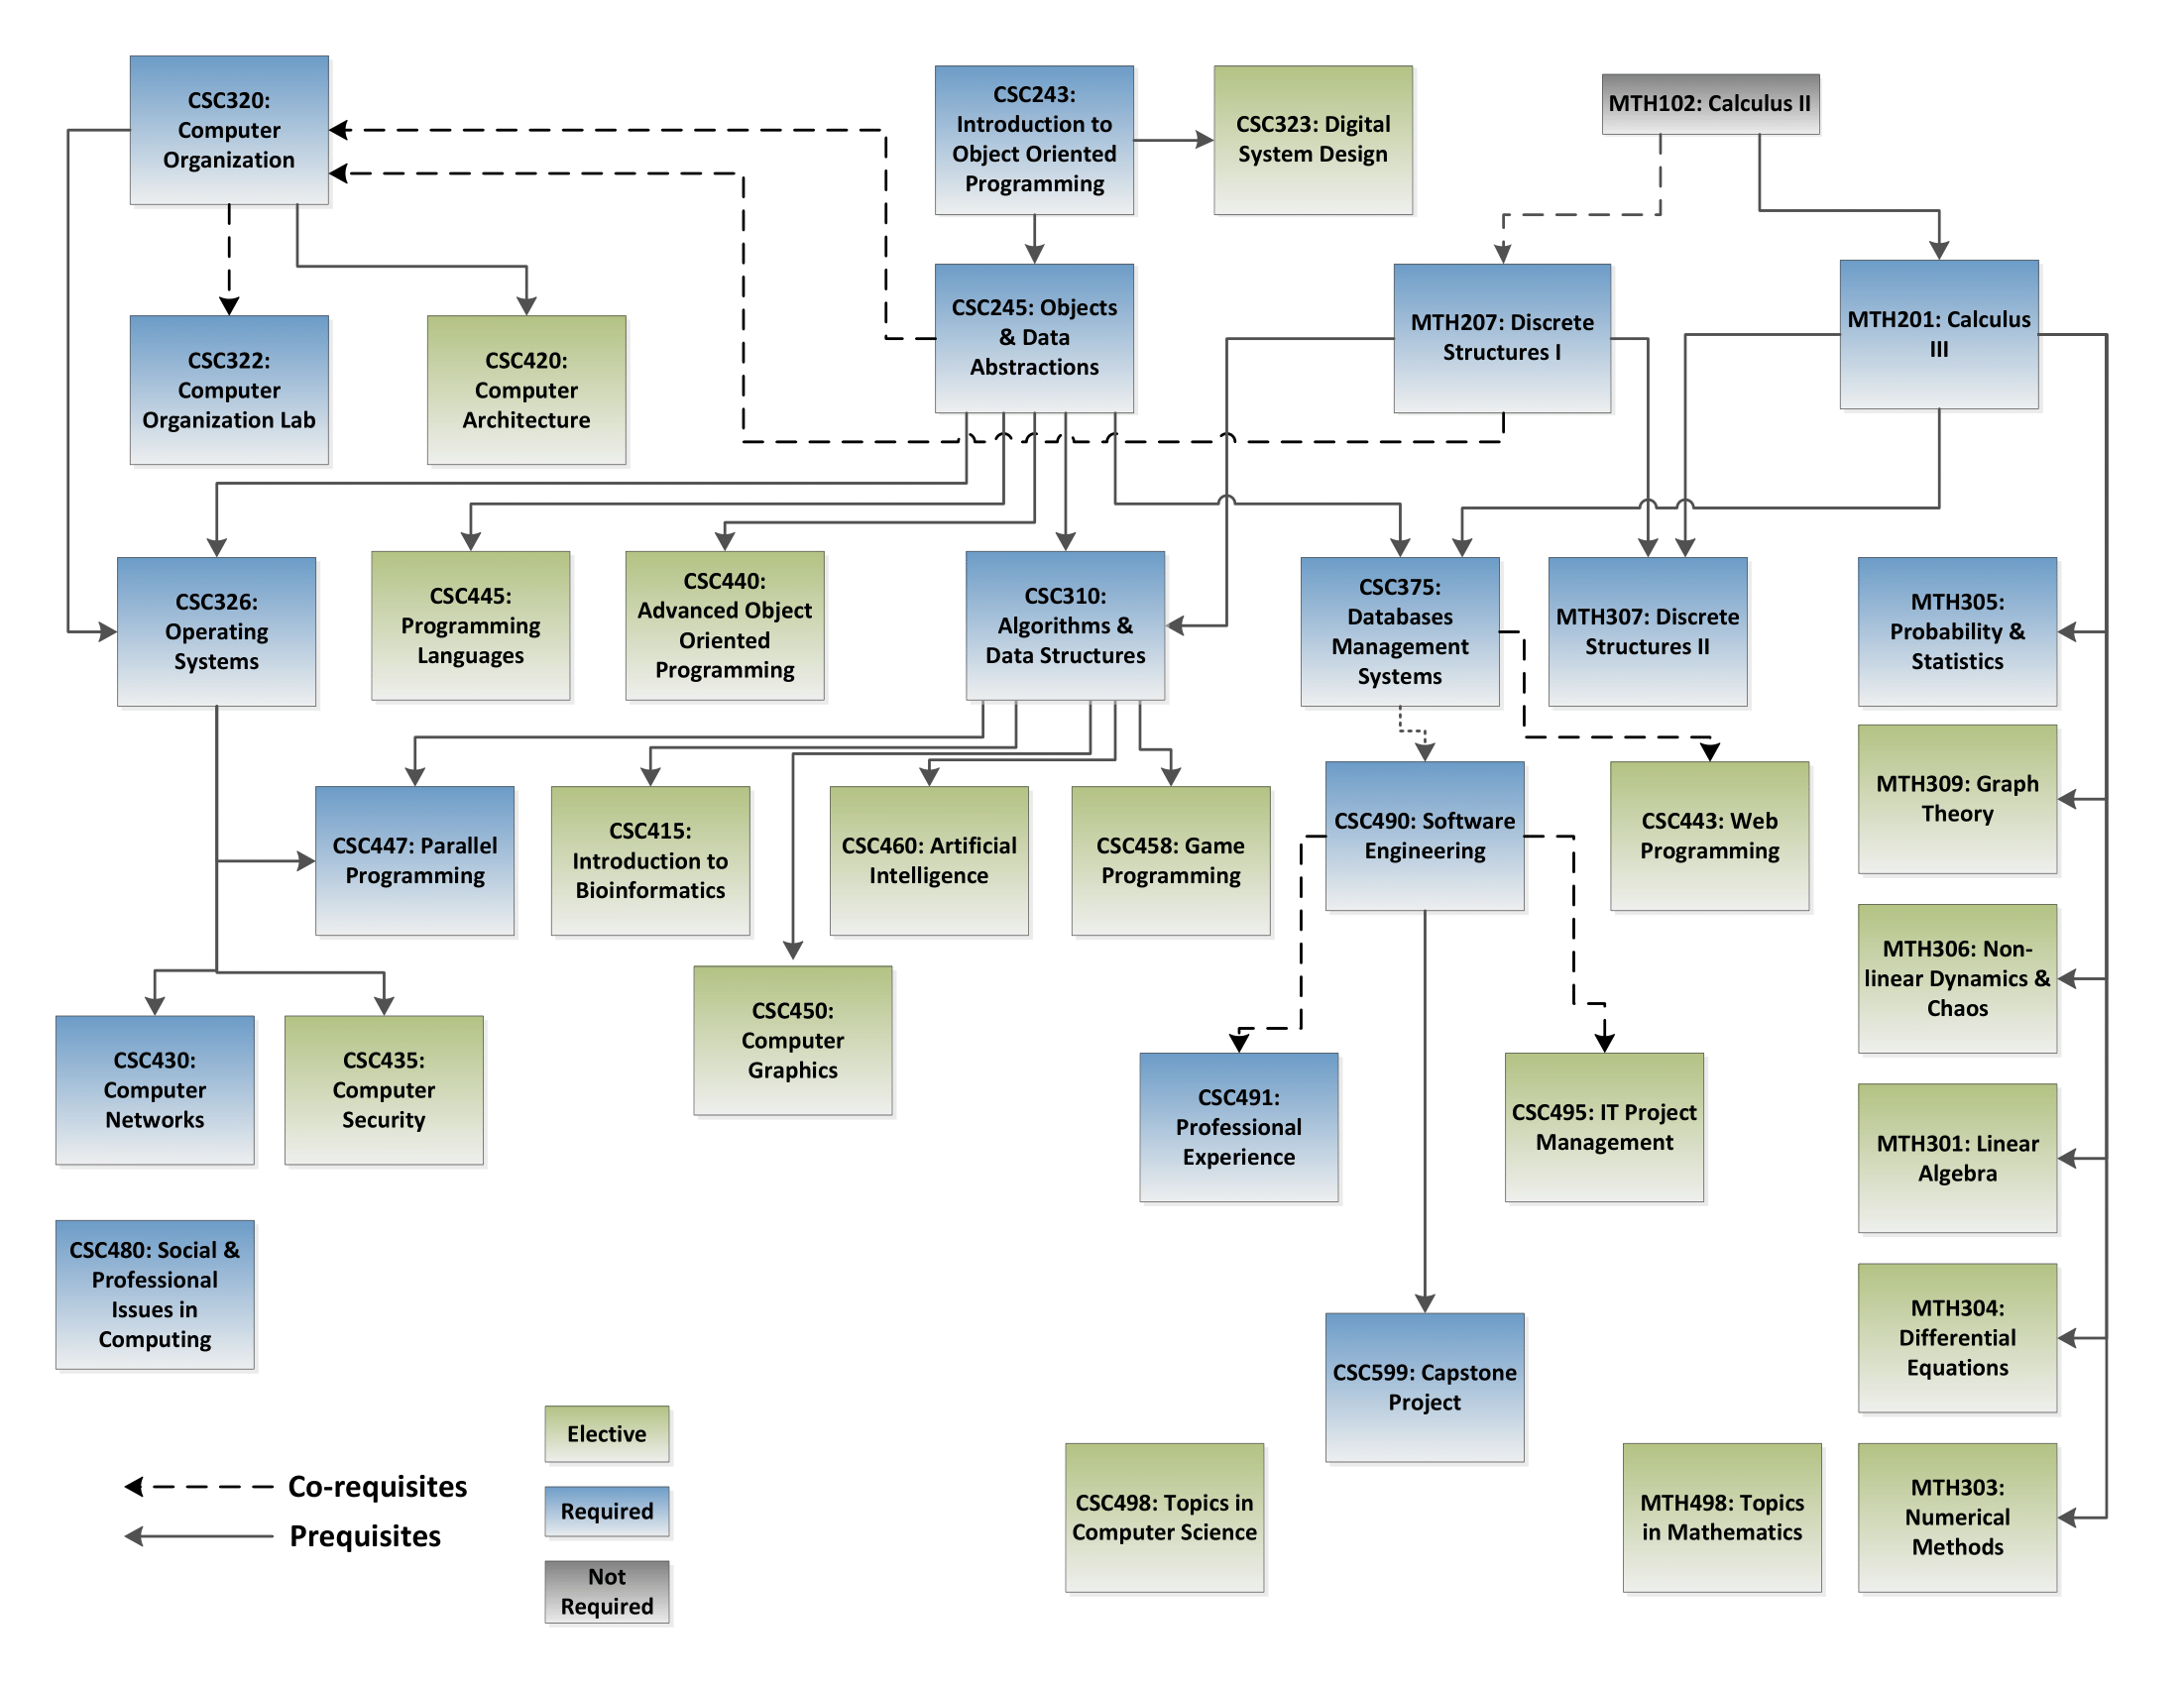 CSC320:
Computer
Organization
CSC243:
Introduction to
Object Oriented
Programming
CSC323: Digital
System Design
MTH102: Calculus II
CSC322:
Computer
Organization Lab
CSC420:
Computer
Architecture
CSC245: Objects
& Data
Abstractions
MTH207: Discrete
Structures I
MTH201: Calculus
III
CSC326:
Operating
Systems
CSC445:
Programming
Languages
CSC440:
Advanced Object
Oriented
Programming
CSC310:
Algorithms &
Data Structures
CSC375:
Databases
Management
Systems
MTH307: Discrete
Structures II
MTH305:
Probability &
Statistics
CSC447: Parallel
Programming
CSC415:
Introduction to
Bioinformatics
CSC460: Artificial
Intelligence
CSC458: Game
Programming
CSC490: Software
Engineering
CSC443: Web
Programming
MTH309: Graph
Theory
MTH306: Non-
linear Dynamics &
Chaos
CSC430:
Computer
Networks
CSC435:
Computer
Security
CSC450:
Computer
Graphics
CSC491:
Professional
Experience
CSC495: IT Project
Management
MTH301: Linear
Algebra
CSC480: Social &
Professional
Issues in
Computing
CSC599: Capstone
Project
MTH304:
Differential
Equations
Elective
Co-requisites
Required
Prequisites
Not
Required
CSC498: Topics in
Computer Science
MTH498: Topics
in Mathematics
MTH303:
Numerical
Methods